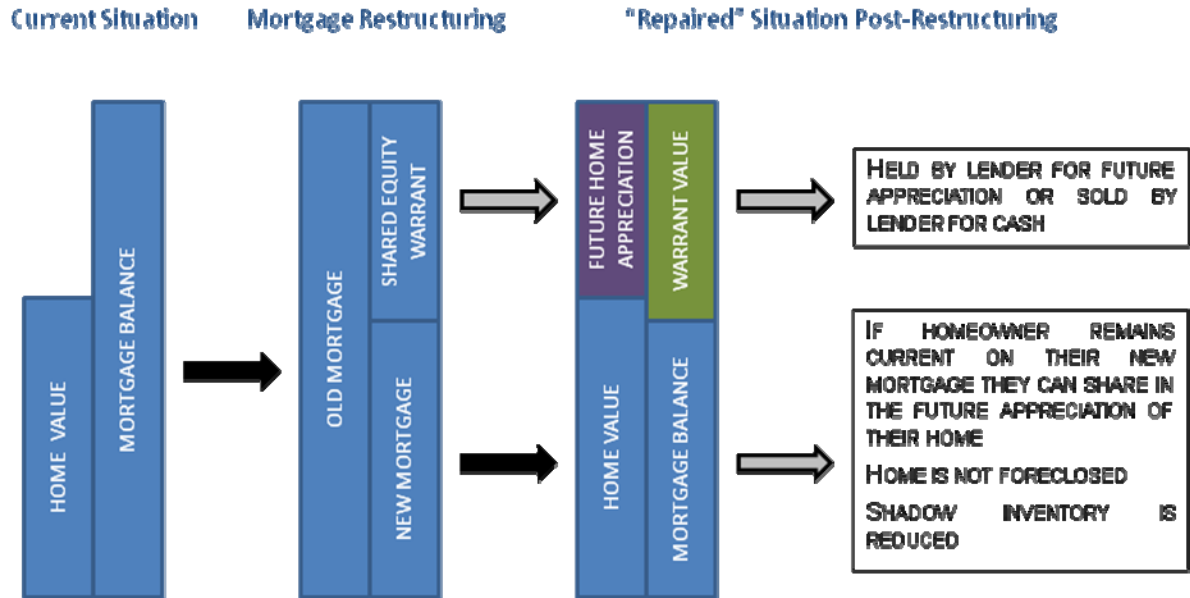 Current Situation
Mortgage Restructuring
"Repaired" Situation Post-Restructuring
HOME VALUE
MORTGAGE BALANCE
OLD MORTGAGE
SHARED EQUITY
WARRANT
NEW MORTGAGE
FUTURE HOME
APPRECIATION
WARRANT VALUE
HOME VALUE
MORTGAGE BALANCE
HELD BY LENDER FOR FUTURE
APPRECIATION OR SOLD BY
LENDER FOR CASH
IF HOMEOWNER REMAINS
CURRENT ON THEIR NEW
MORTGAGE THEY CAN SHARE IN
THE FUTURE APPRECIATION OF
THEIR HOME
HOME IS NOT FORECLOSED
SHADOW INVENTORY IS
REDUCED